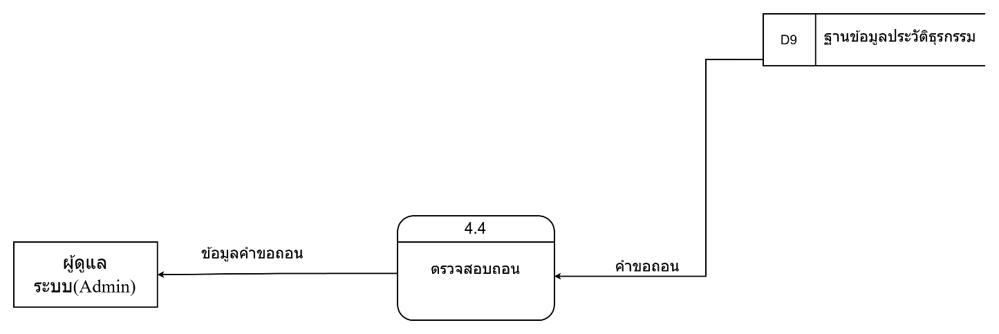 D9
ฐานข้อมูลประวัติธุรกรรม
4.4
ข้อมูลคำขอถอน
ผู้ดูแล
ระบบ(Admin)
ตรวจสอบถอน
คำขอถอน